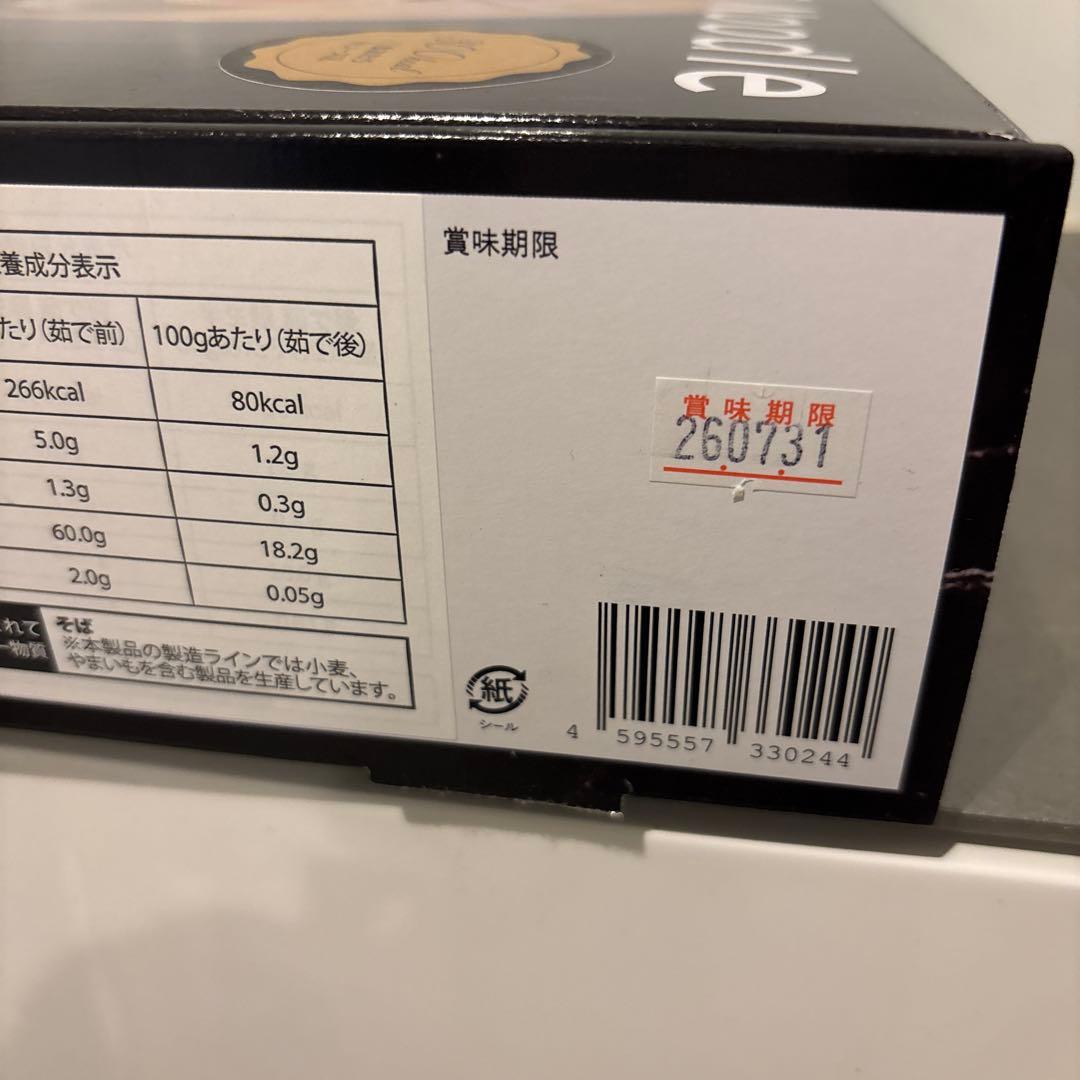 養成分表示
たり（茹で前） 100gあたり（茹で後）
266kcal 80kcal
5.0g 1.2g
1.3g 0.3g
60.0g 18.2g
2.0g 0.05g
れて
物質
そば
※本製品の製造ラインでは小麦、
やまいもを含む製品を生産しています。
賞味期限
賞味期限
260731
紙
シール
4 595557 330244